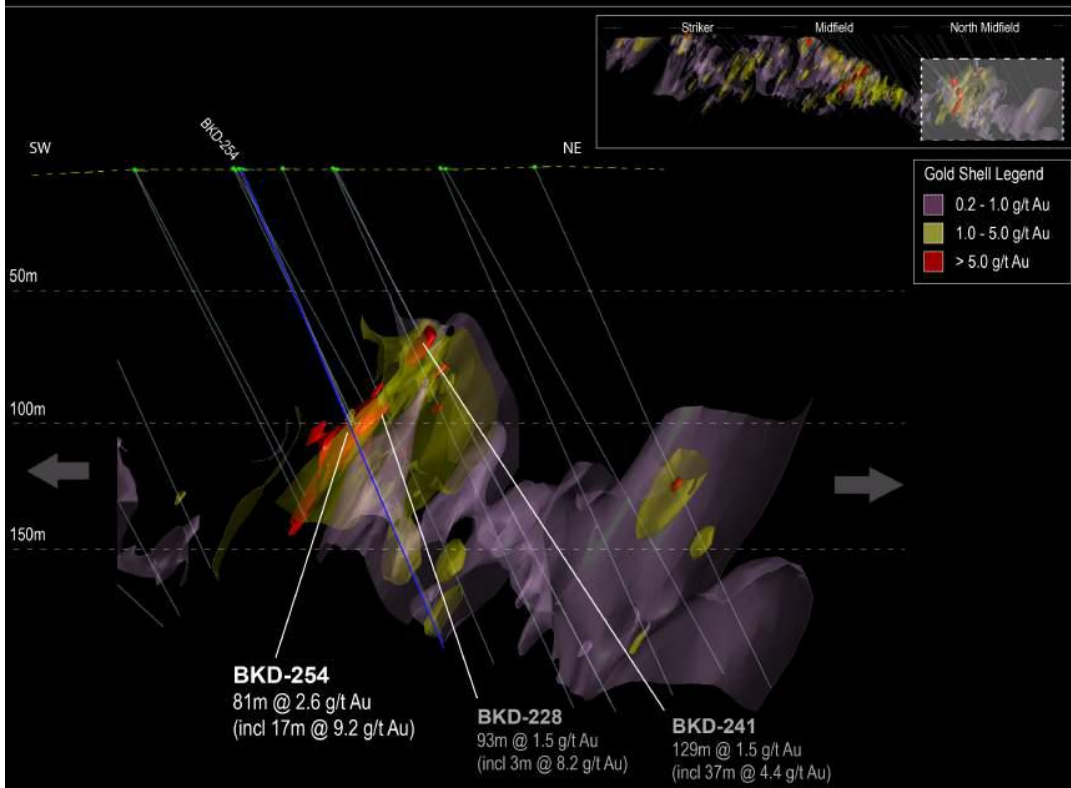 Striker
Midfield
North Midfield
BKD-254
SW
NE
Gold Shell Legend
0.2 - 1.0 g/t Au
1.0 - 5.0 g/t Au
> 5.0 g/t Au
50m
100m
150m
BKD-254
81m @ 2.6 g/t Au
(incl 17m @ 9.2 g/t Au)
BKD-228
93m @ 1.5 g/t Au
(incl 3m @ 8.2 g/t Au)
BKD-241
129m @ 1.5 g/t Au
(incl 37m @ 4.4 g/t Au)